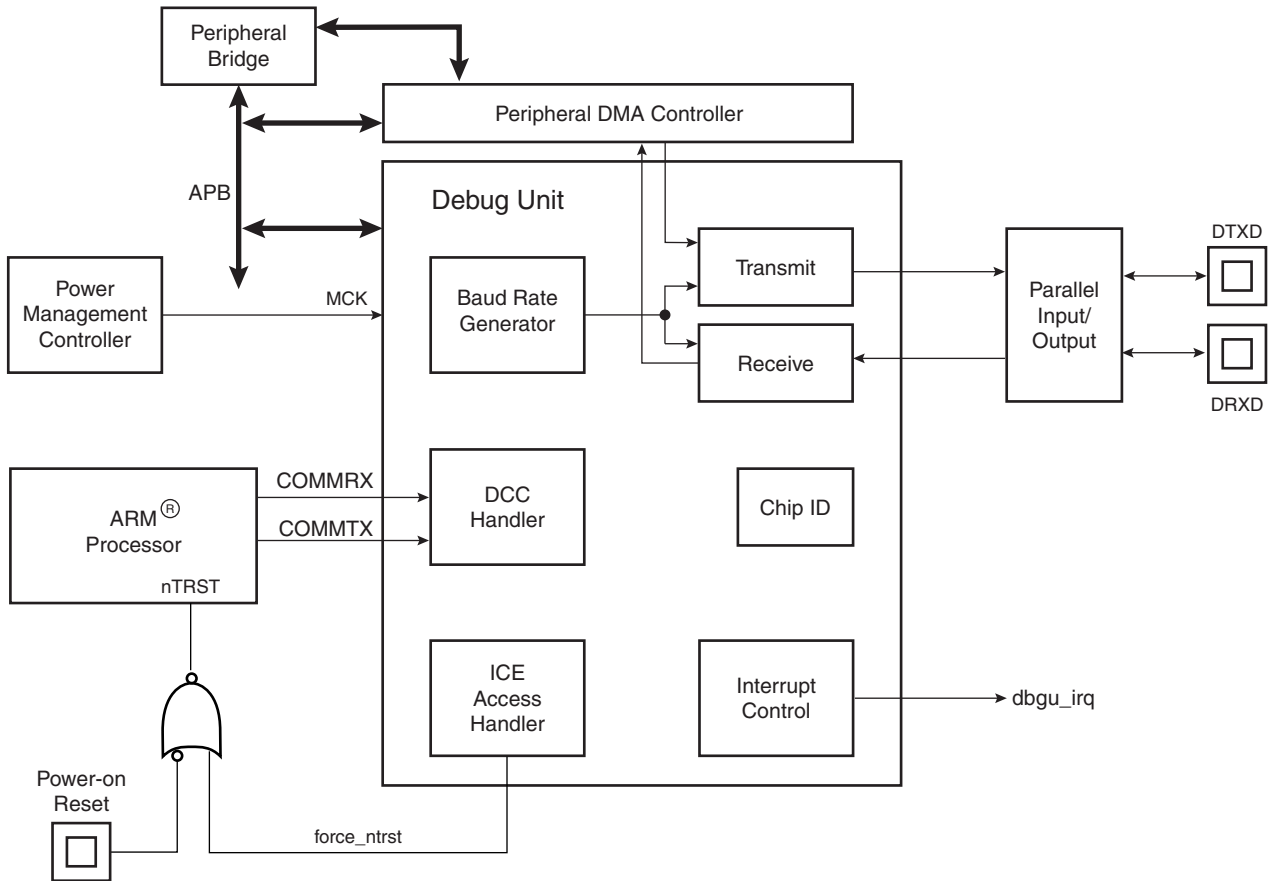 Peripheral
Bridge
Peripheral DMA Controller
APB
Debug Unit
Power
Management
Controller
MCK
Baud Rate
Generator
Transmit
Receive
Parallel
Input/
Output
DTXD
DRXD
ARM®
Processor
nTRST
COMMRX
COMMTX
DCC
Handler
Chip ID
ICE
Access
Handler
Interrupt
Control
dbgu_irq
Power-on
Reset
force_ntrst